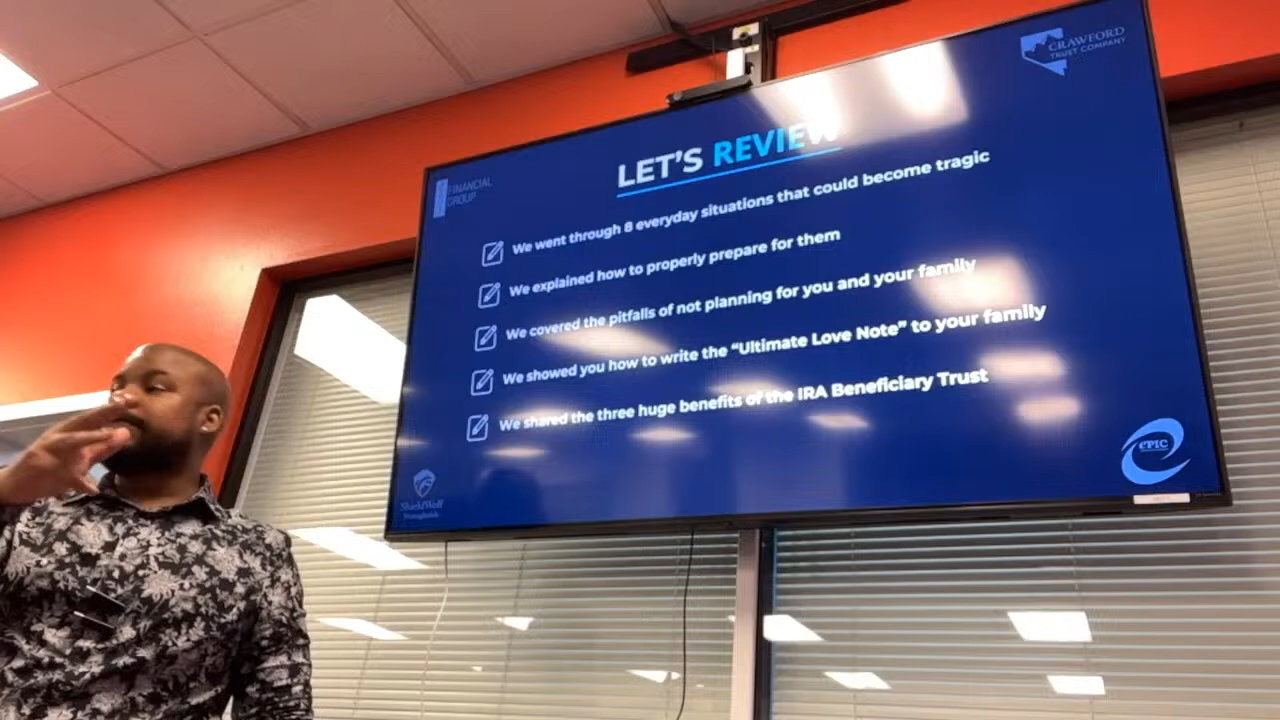 CRAWFORD
TRUST COMPANY
FINANCIAL
GROUP
LET'S REVIEW
We went through 8 everyday situations that could become tragic
We explained how to properly prepare for them
We covered the pitfalls of not planning for you and your family
We showed you how to write the “Ultimate Love Note” to your family
We shared the three huge benefits of the IRA Beneficiary Trust
ePIC
ShieldWolf
Strongholds